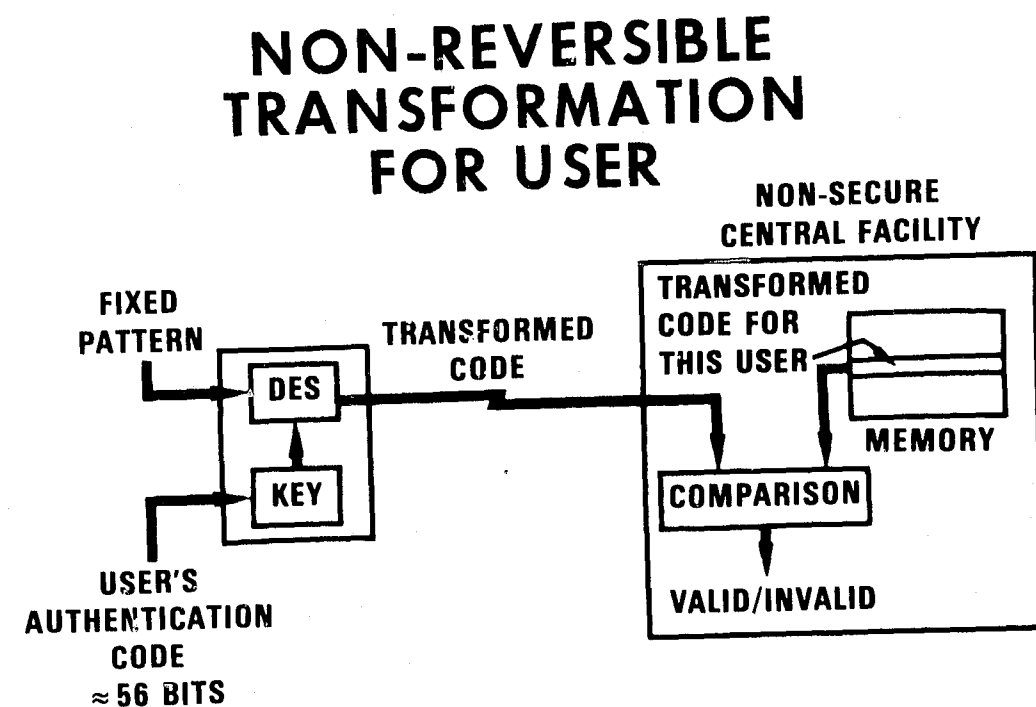 NON-REVERSIBLE
TRANSFORMATION
FOR USER
NON-SECURE
CENTRAL FACILITY
FIXED
PATTERN
TRANSFORMED
CODE
TRANSFORMED
CODE FOR
THIS USER
MEMORY
DES
KEY
COMPARISON
VALID/INVALID
USER'S
AUTHENTICATION
CODE
≈ 56 BITS